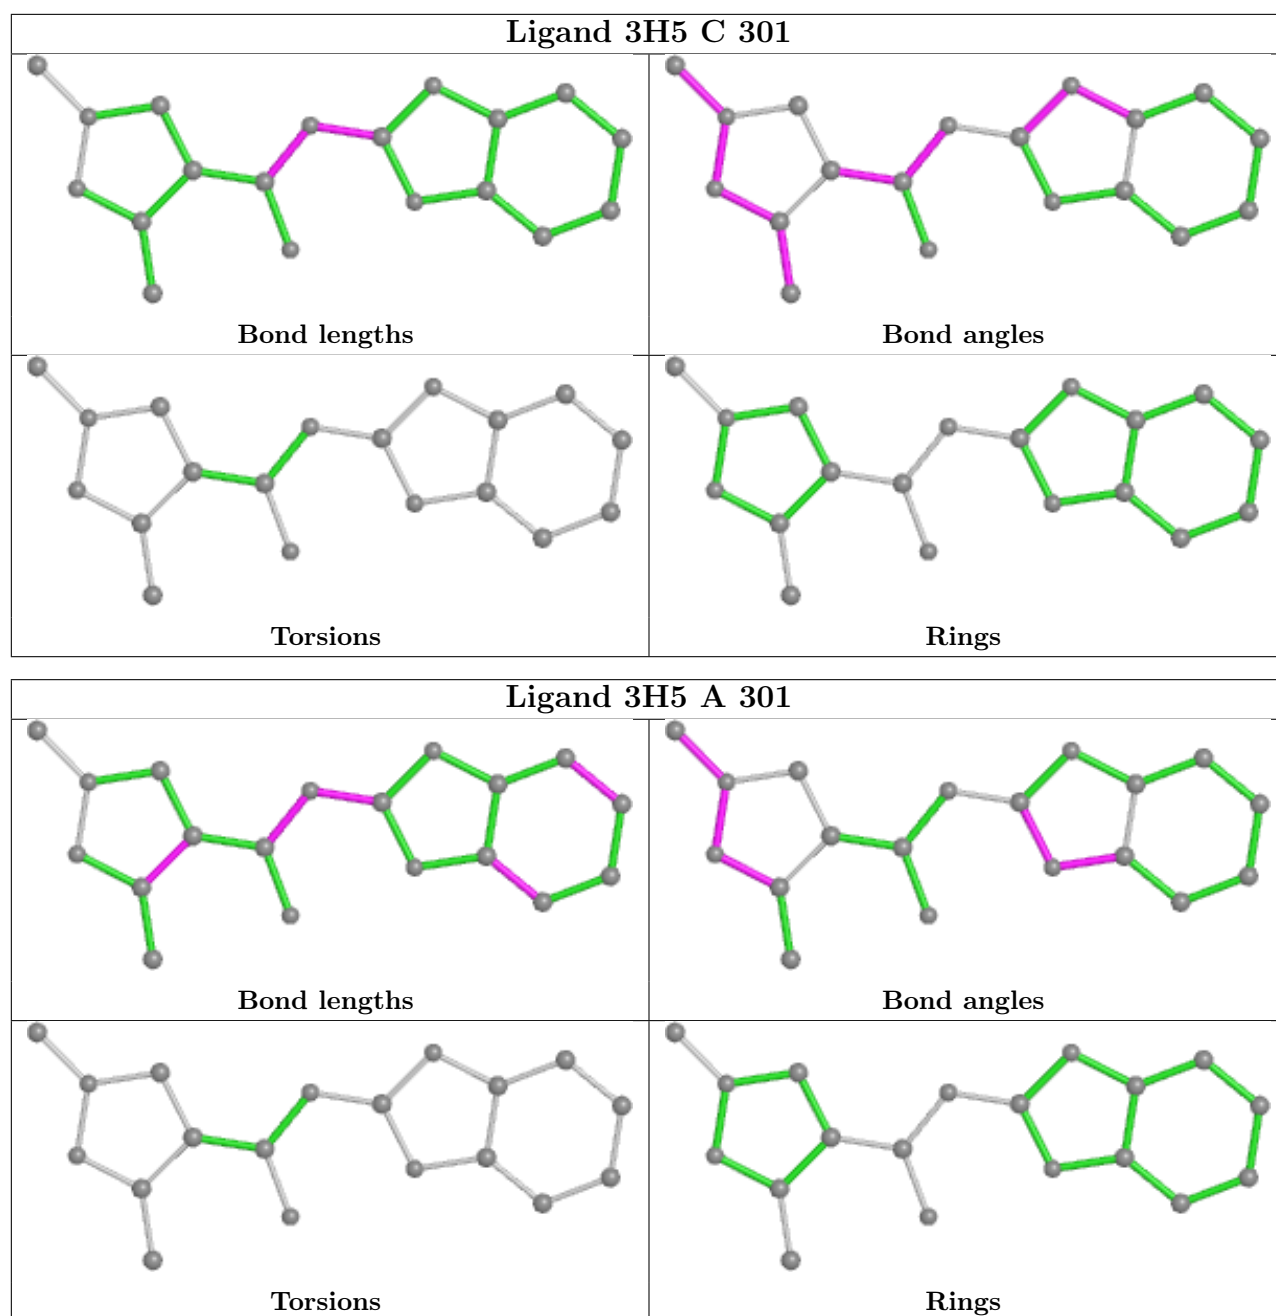 Ligand 3H5 C 301
Bond lengths
Bond angles
Torsions
Rings
Ligand 3H5 A 301
Bond lengths
Bond angles
Torsions
Rings